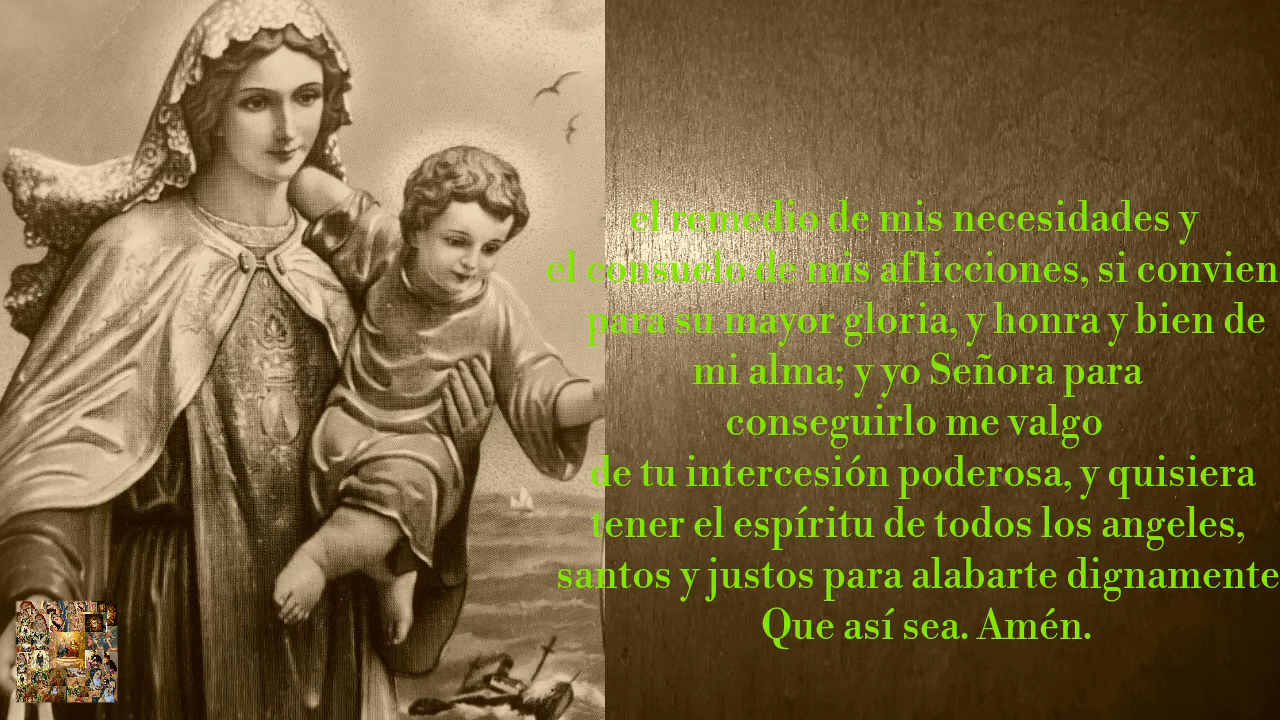 el remedio de mis necesidades y
el consuelo de mis aflicciones, si convien
para su mayor gloria, y honra y bien de
mi alma; y yo Señora para
conseguirlo me valgo
de tu intercesión poderosa, y quisiera
tener el espíritu de todos los angeles,
santos y justos para alabarte dignamente
Que así sea. Amén.